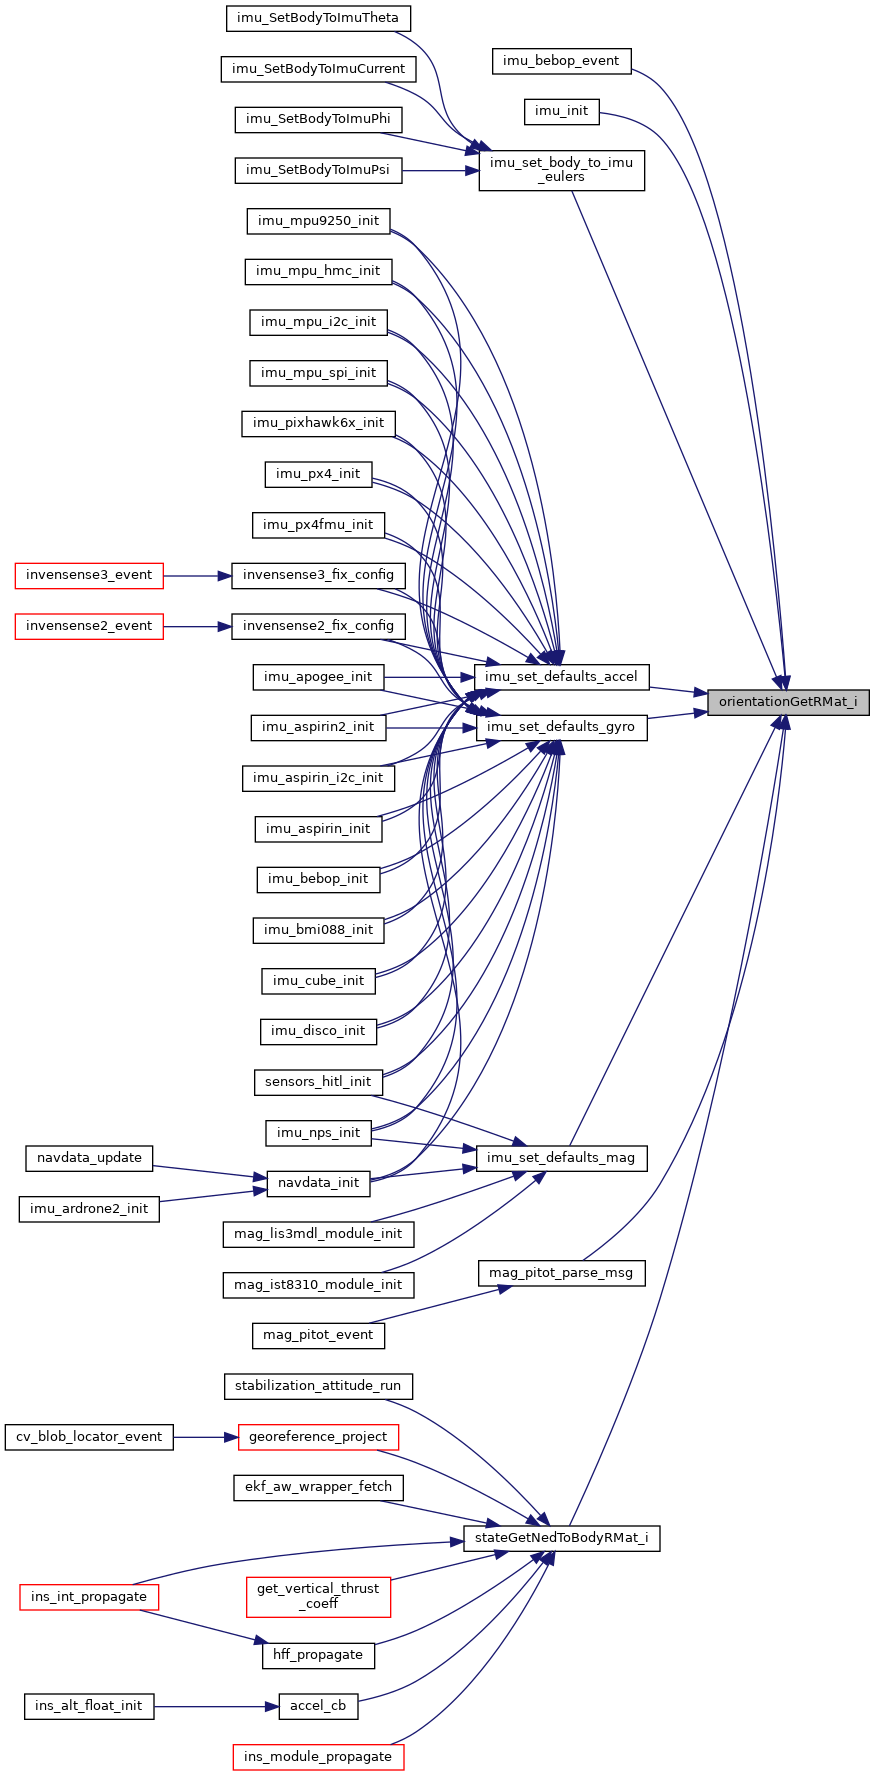 imu_SetBodyToImuTheta
imu_SetBodyToImuCurrent
imu_SetBodyToImuPhi
imu_SetBodyToImuPsi
imu_bebop_event
imu_init
imu_set_body_to_imu
_eulers
imu_mpu9250_init
imu_mpu_hmc_init
imu_mpu_i2c_init
imu_mpu_spi_init
imu_pixhawk6x_init
imu_px4_init
imu_px4fmu_init
invensense3_event
invensense3_fix_config
invensense2_event
invensense2_fix_config
imu_apogee_init
imu_set_defaults_accel
orientationGetRMat_i
imu_aspirin2_init
imu_set_defaults_gyro
imu_aspirin_i2c_init
imu_aspirin_init
imu_bebop_init
imu_bmi088_init
imu_cube_init
imu_disco_init
sensors_hitl_init
imu_nps_init
navdata_update
imu_set_defaults_mag
navdata_init
imu_ardrone2_init
mag_lis3mdl_module_init
mag_ist8310_module_init
mag_pitot_parse_msg
mag_pitot_event
stabilization_attitude_run
cv_blob_locator_event
georeference_project
ekf_aw_wrapper_fetch
stateGetNedToBodyRMat_i
ins_int_propagate
get_vertical_thrust
_coeff
hff_propagate
ins_alt_float_init
accel_cb
ins_module_propagate